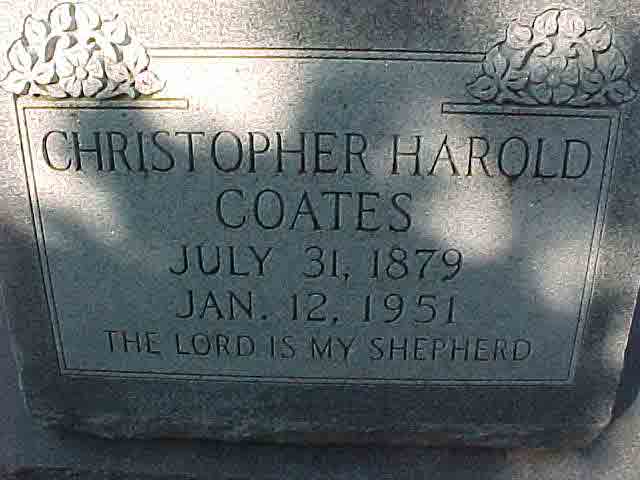 CHRISTOPHER HAROLD
COATES
JULY 31, 1879
JAN. 12, 1951
THE LORD IS MY SHEPHERD